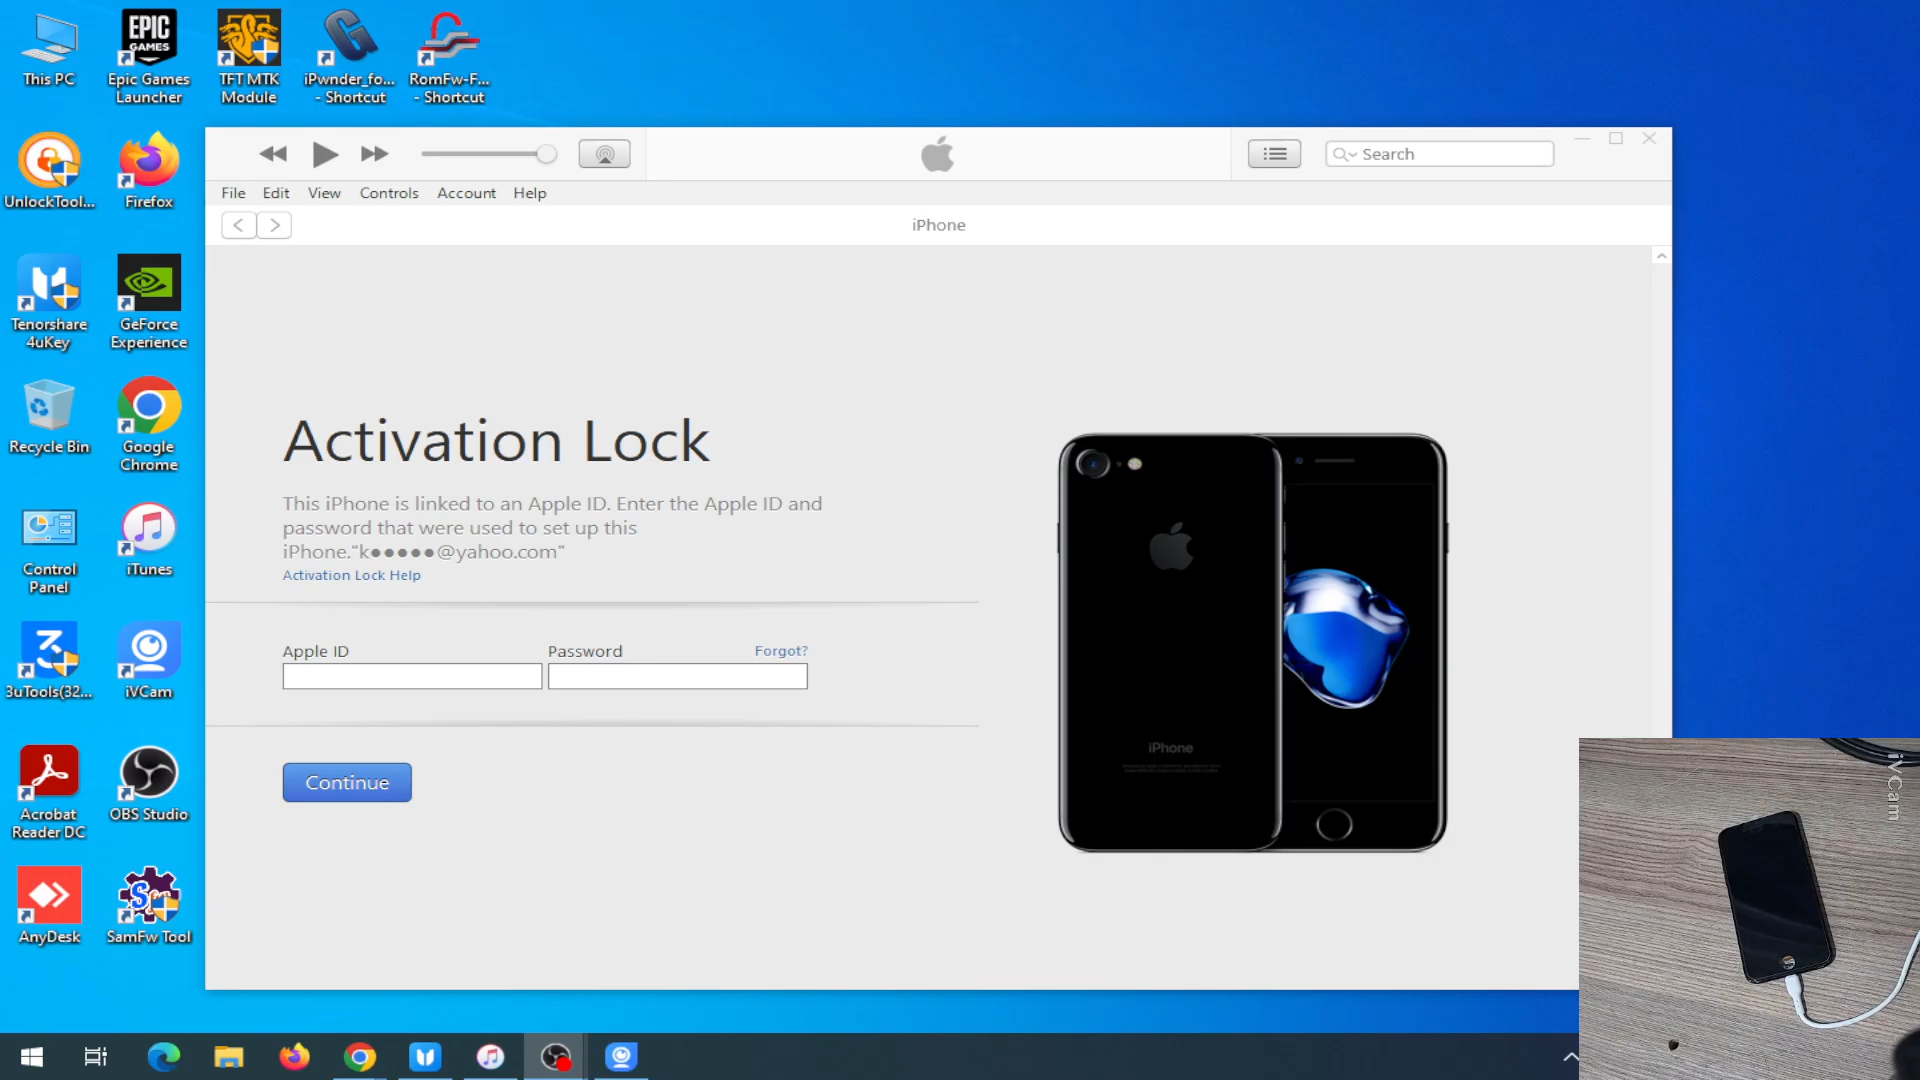 This PC
EPIC
GAMES
Epic Games
Launcher
TFT MTK
Module
iPwnder_fo...
- Shortcut
RomFw-F...
- Shortcut
UnlockTool...
Firefox
Tenorshare
4uKey
GeForce
Experience
Recycle Bin
Google
Chrome
Control
Panel
iTunes
3uTools(32...
iVCam
Acrobat
Reader DC
OBS Studio
AnyDesk
SamFw Tool
Search
File Edit View Controls Account Help
iPhone
Activation Lock
This iPhone is linked to an Apple ID. Enter the Apple ID and
password that were used to set up this
iPhone."k●●●●●@yahoo.com"
Activation Lock Help
Apple ID Password Forgot?
Continue
iPhone
iVCam